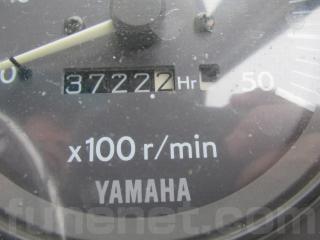 0 37222 Hr 50
x100 r/min
YAMAHA
funenet.com